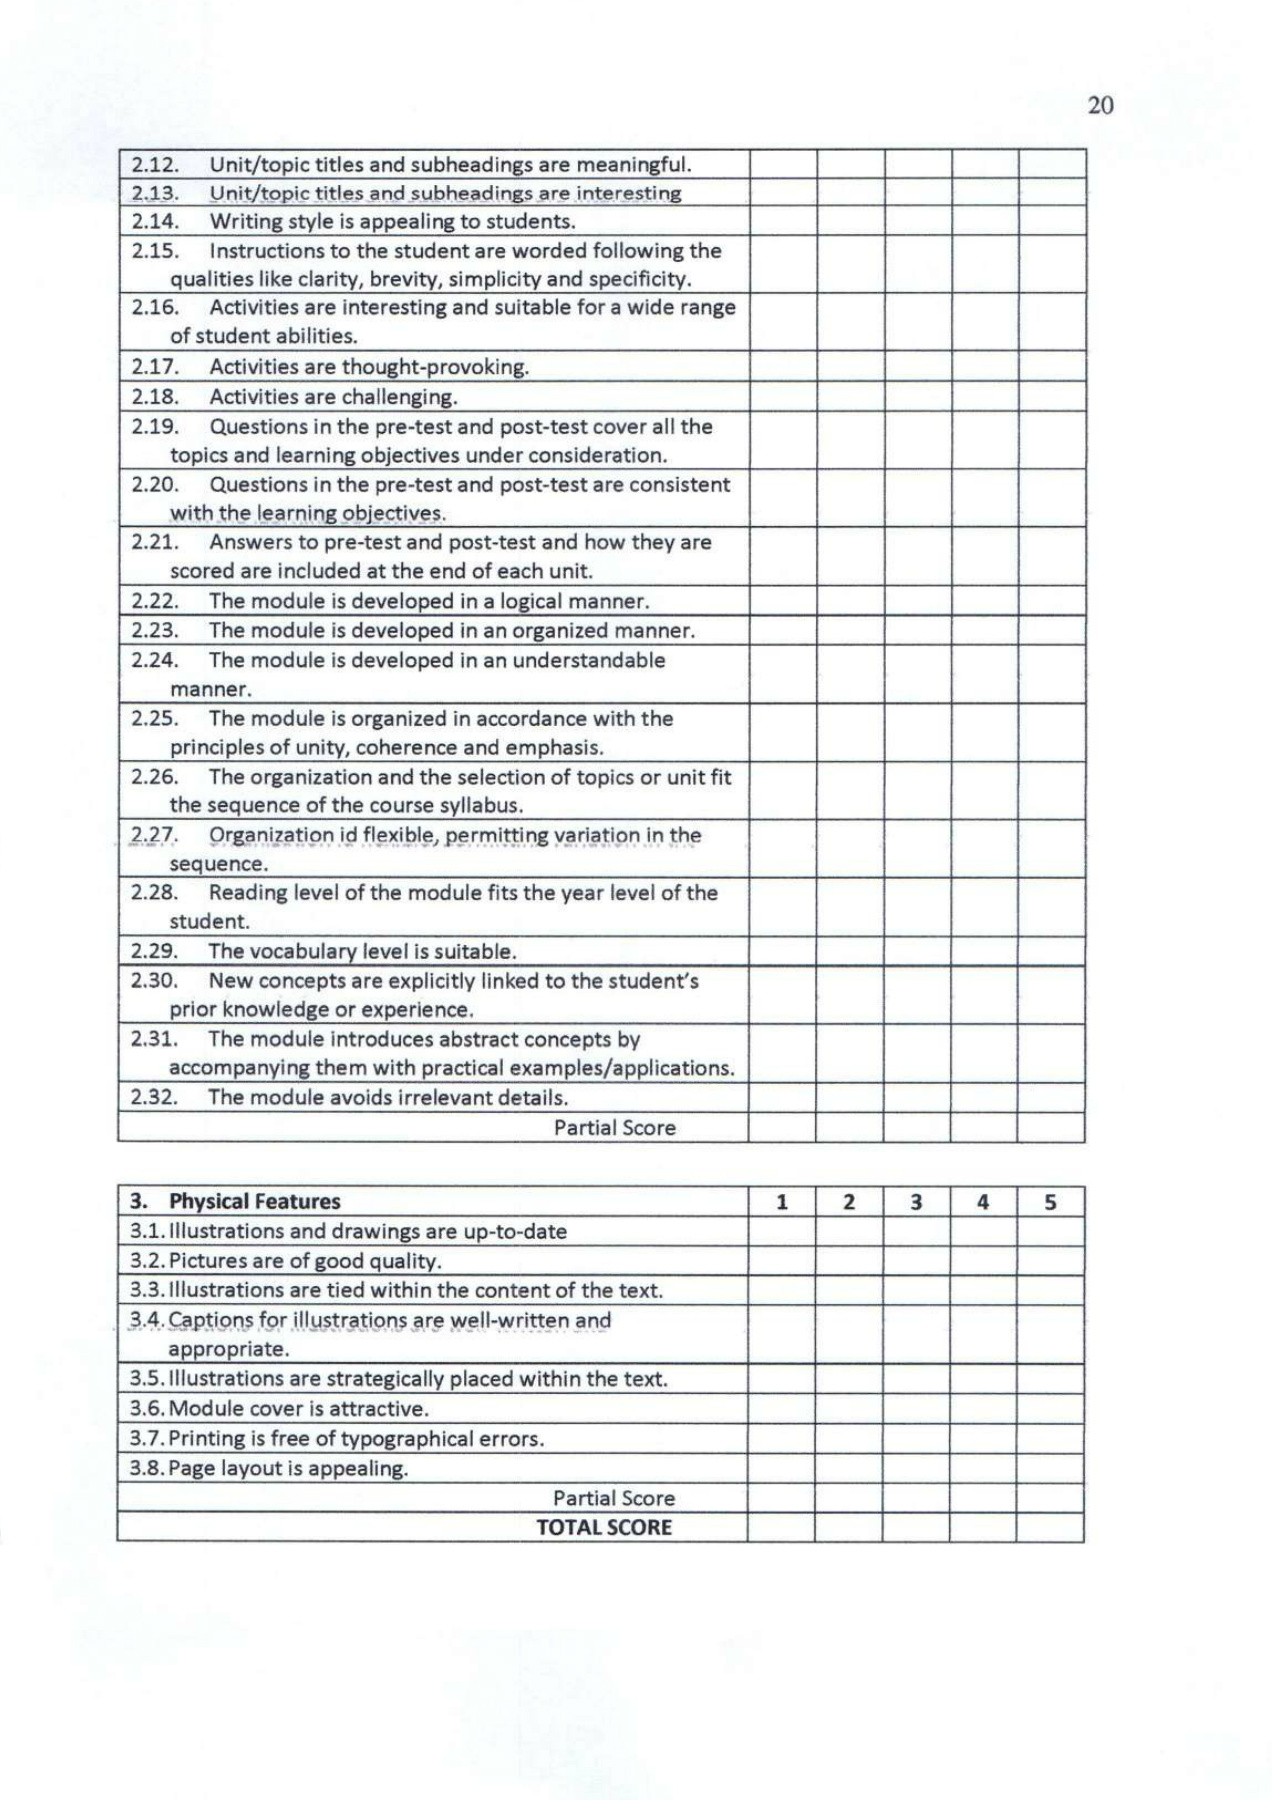 20
2.12. Unit/topic titles and subheadings are meaningful.
2.13. Unit/topic titles and subheadings are interesting
2.14. Writing style is appealing to students.
2.15. Instructions to the student are worded following the
qualities like clarity, brevity, simplicity and specificity.
2.16. Activities are interesting and suitable for a wide range
of student abilities.
2.17. Activities are thought-provoking.
2.18. Activities are challenging.
2.19. Questions in the pre-test and post-test cover all the
topics and learning objectives under consideration.
2.20. Questions in the pre-test and post-test are consistent
with the learning objectives.
2.21. Answers to pre-test and post-test and how they are
scored are included at the end of each unit.
2.22. The module is developed in a logical manner.
2.23. The module is developed in an organized manner.
2.24. The module is developed in an understandable
manner.
2.25. The module is organized in accordance with the
principles of unity, coherence and emphasis.
2.26. The organization and the selection of topics or unit fit
the sequence of the course syllabus.
2.27. Organization id flexible, permitting variation in the
sequence.
2.28. Reading level of the module fits the year level of the
student.
2.29. The vocabulary level is suitable.
2.30. New concepts are explicitly linked to the student's
prior knowledge or experience.
2.31. The module introduces abstract concepts by
accompanying them with practical examples/applications.
2.32. The module avoids irrelevant details.
Partial Score
3. Physical Features 1 2 3 4 5
3.1. Illustrations and drawings are up-to-date
3.2. Pictures are of good quality.
3.3. Illustrations are tied within the content of the text.
3.4. Captions for illustrations are well-written and
appropriate.
3.5. Illustrations are strategically placed within the text.
3.6. Module cover is attractive.
3.7. Printing is free of typographical errors.
3.8. Page layout is appealing.
Partial Score
TOTAL SCORE